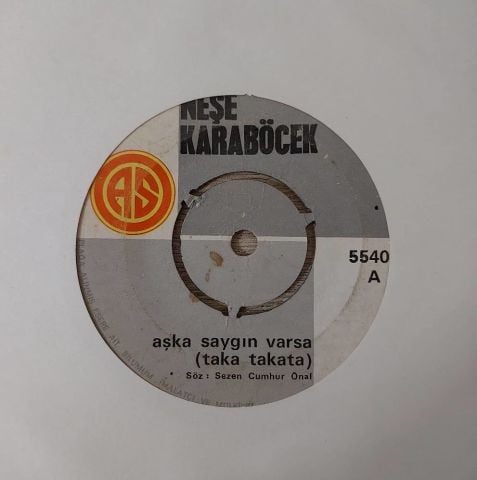 NEŞE
KARABÖCEK
AS
5540
A
aşka saygın varsa
(taka takata)
Söz : Sezen Cumhur Önal